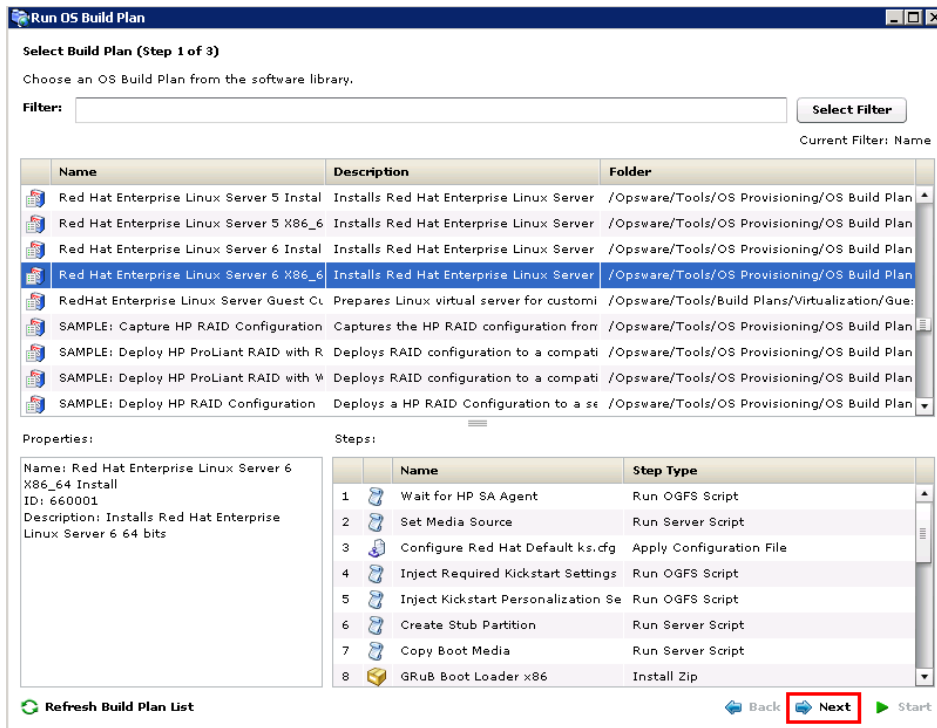 Run OS Build Plan
Select Build Plan (Step 1 of 3)
Choose an OS Build Plan from the software library.
Filter:
Select Filter
Current Filter: Name
Name Description Folder
Red Hat Enterprise Linux Server 5 Instal Installs Red Hat Enterprise Linux Server /Opsware/Tools/OS Provisioning/OS Build Plan
Red Hat Enterprise Linux Server 5 X86_6 Installs Red Hat Enterprise Linux Server /Opsware/Tools/OS Provisioning/OS Build Plan
Red Hat Enterprise Linux Server 6 Instal Installs Red Hat Enterprise Linux Server /Opsware/Tools/OS Provisioning/OS Build Plan
Red Hat Enterprise Linux Server 6 X86_6 Installs Red Hat Enterprise Linux Server /Opsware/Tools/OS Provisioning/OS Build Plan
RedHat Enterprise Linux Server Guest Cu Prepares Linux virtual server for customi /Opsware/Tools/Build Plans/Virtualization/Gue:
SAMPLE: Capture HP RAID Configuration Captures the HP RAID configuration from /Opsware/Tools/OS Provisioning/OS Build Plan
SAMPLE: Deploy HP ProLiant RAID with R Deploys RAID configuration to a compati /Opsware/Tools/OS Provisioning/OS Build Plan
SAMPLE: Deploy HP ProLiant RAID with W Deploys RAID configuration to a compati /Opsware/Tools/OS Provisioning/OS Build Plan
SAMPLE: Deploy HP RAID Configuration Deploys a HP RAID Configuration to a se /Opsware/Tools/OS Provisioning/OS Build Plan
Properties:
Name: Red Hat Enterprise Linux Server 6
X86_64 Install
ID: 660001
Description: Installs Red Hat Enterprise
Linux Server 6 64 bits
Steps:
Name Step Type
1 Wait for HP SA Agent Run OGFS Script
2 Set Media Source Run Server Script
3 Configure Red Hat Default ks.cfg Apply Configuration File
4 Inject Required Kickstart Settings Run OGFS Script
5 Inject Kickstart Personalization Se Run OGFS Script
6 Create Stub Partition Run Server Script
7 Copy Boot Media Run Server Script
8 GRuB Boot Loader x86 Install Zip
Refresh Build Plan List
Back Next Start